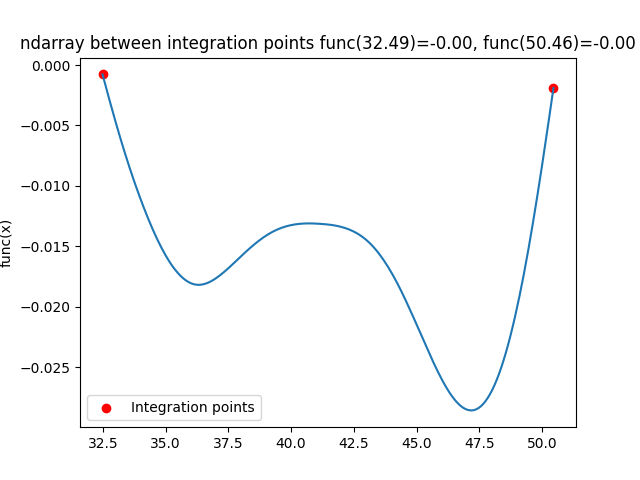 ndarray between integration points func(32.49)=-0.00, func(50.46)=-0.00
0.000
−0.005
−0.010
−0.015
−0.020
−0.025
func(x)
Integration points
32.5 35.0 37.5 40.0 42.5 45.0 47.5 50.0